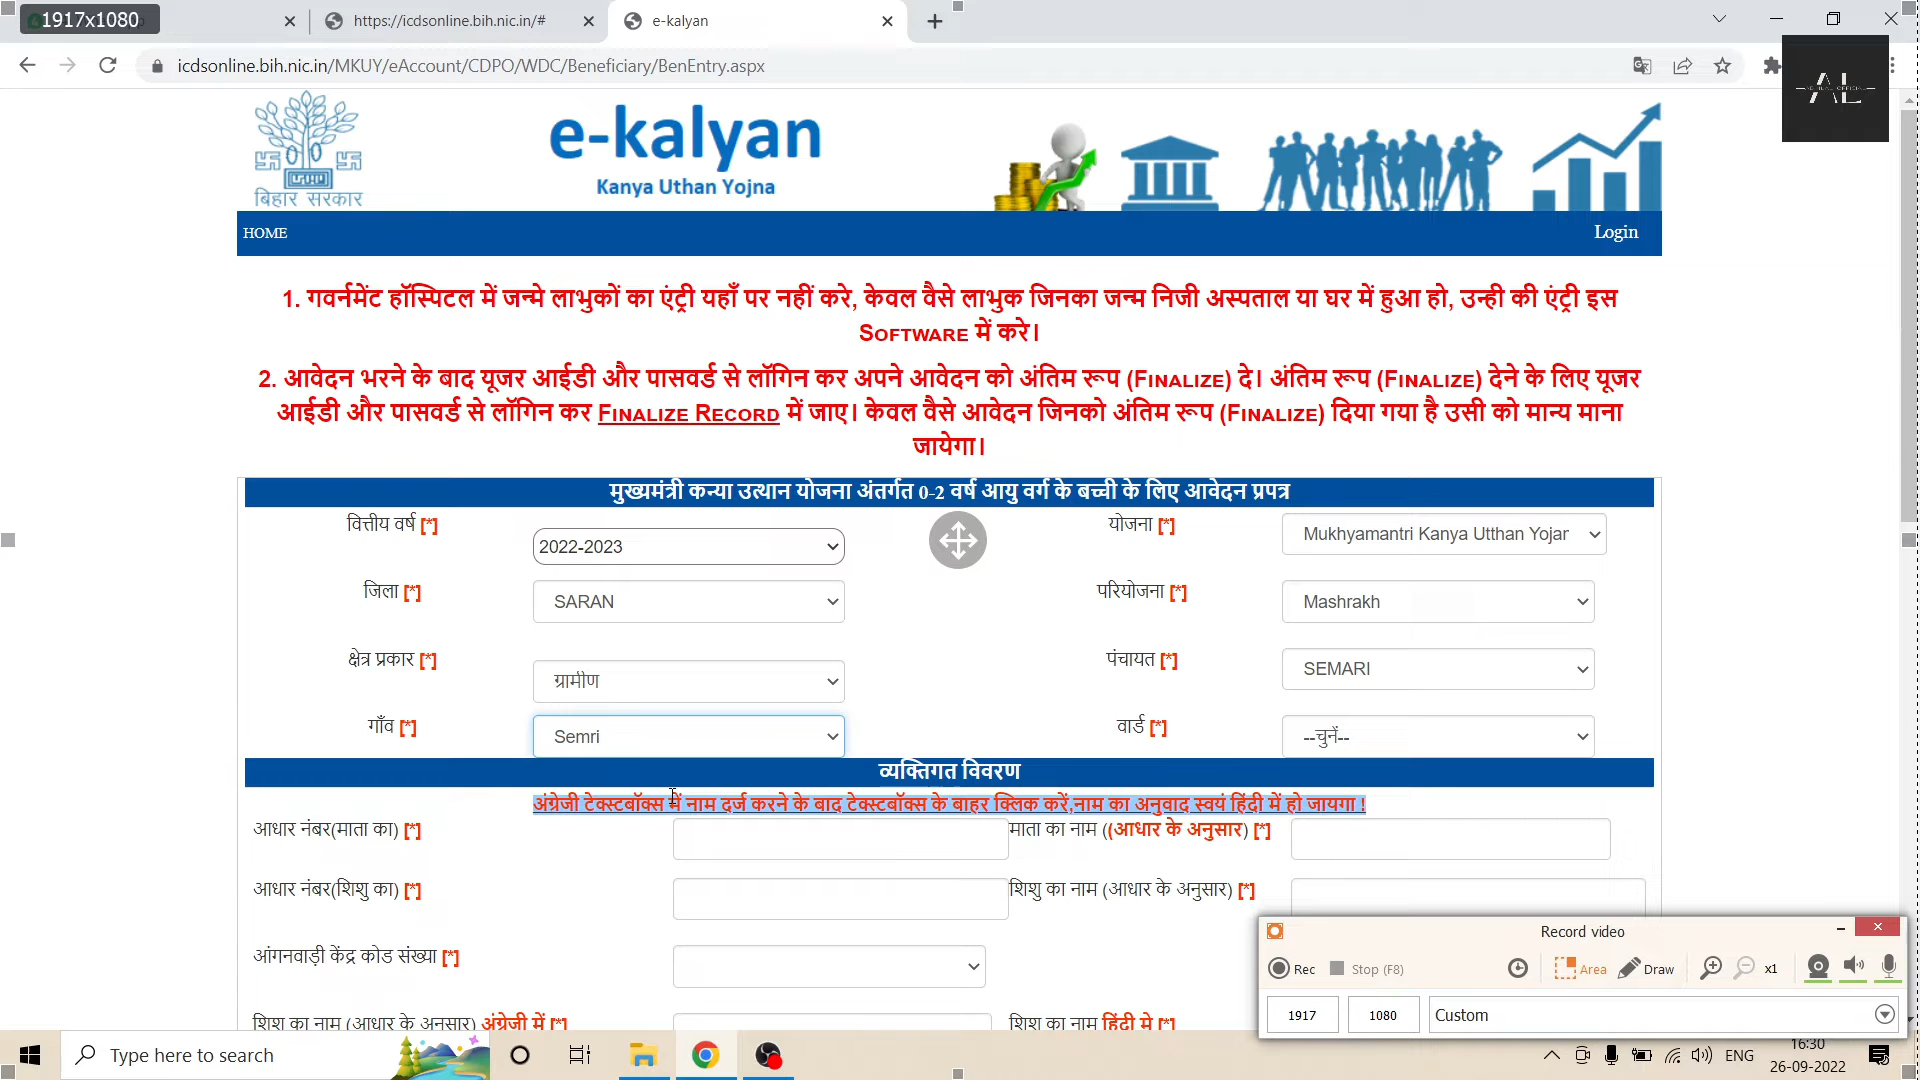 1917x1080
https://icdsonline.bih.nic.in/#
e-kalyan
icdsonline.bih.nic.in/MKUY/eAccount/CDPO/WDC/Beneficiary/BenEntry.aspx
AL
बिहार सरकार
e-kalyan
Kanya Uthan Yojna
HOME
Login
1. गवर्नमेंट हॉस्पिटल में जन्मे लाभुकों का एंट्री यहाँ पर नहीं करे, केवल वैसे लाभुक जिनका जन्म निजी अस्पताल या घर में हुआ हो, उन्ही की एंट्री इस
SOFTWARE में करे।
2. आवेदन भरने के बाद यूजर आईडी और पासवर्ड से लॉगिन कर अपने आवेदन को अंतिम रूप (FINALIZE) दे। अंतिम रूप (FINALIZE) देने के लिए यूजर
आईडी और पासवर्ड से लॉगिन कर FINALIZE RECORD में जाए। केवल वैसे आवेदन जिनको अंतिम रूप (FINALIZE) दिया गया है उसी को मान्य माना
जायेगा।
मुख्यमंत्री कन्या उत्थान योजना अंतर्गत 0-2 वर्ष आयु वर्ग के बच्ची के लिए आवेदन प्रपत्र
वित्तीय वर्ष [*] 2022-2023 योजना [*] Mukhyamantri Kanya Utthan Yojar
जिला [*] SARAN परियोजना [*] Mashrakh
क्षेत्र प्रकार [*] ग्रामीण पंचायत [*] SEMARI
गाँव [*] Semri वार्ड [*] --चुनें--
व्यक्तिगत विवरण
अंग्रेजी टेक्स्टबॉक्स में नाम दर्ज करने के बाद टेक्स्टबॉक्स के बाहर क्लिक करें,नाम का अनुवाद स्वयं हिंदी में हो जायगा !
आधार नंबर(माता का) [*] माता का नाम ((आधार के अनुसार) [*]
आधार नंबर(शिशु का) [*] शिशु का नाम (आधार के अनुसार) [*]
आंगनवाड़ी केंद्र कोड संख्या [*]
शिशु का नाम (आधार के अनुसार) अंग्रेजी में [*] शिशु का नाम हिंदी मे [*]
Record video
Rec Stop (F8) Area Draw x1
1917 1080 Custom
Type here to search
ENG
16:30
26-09-2022